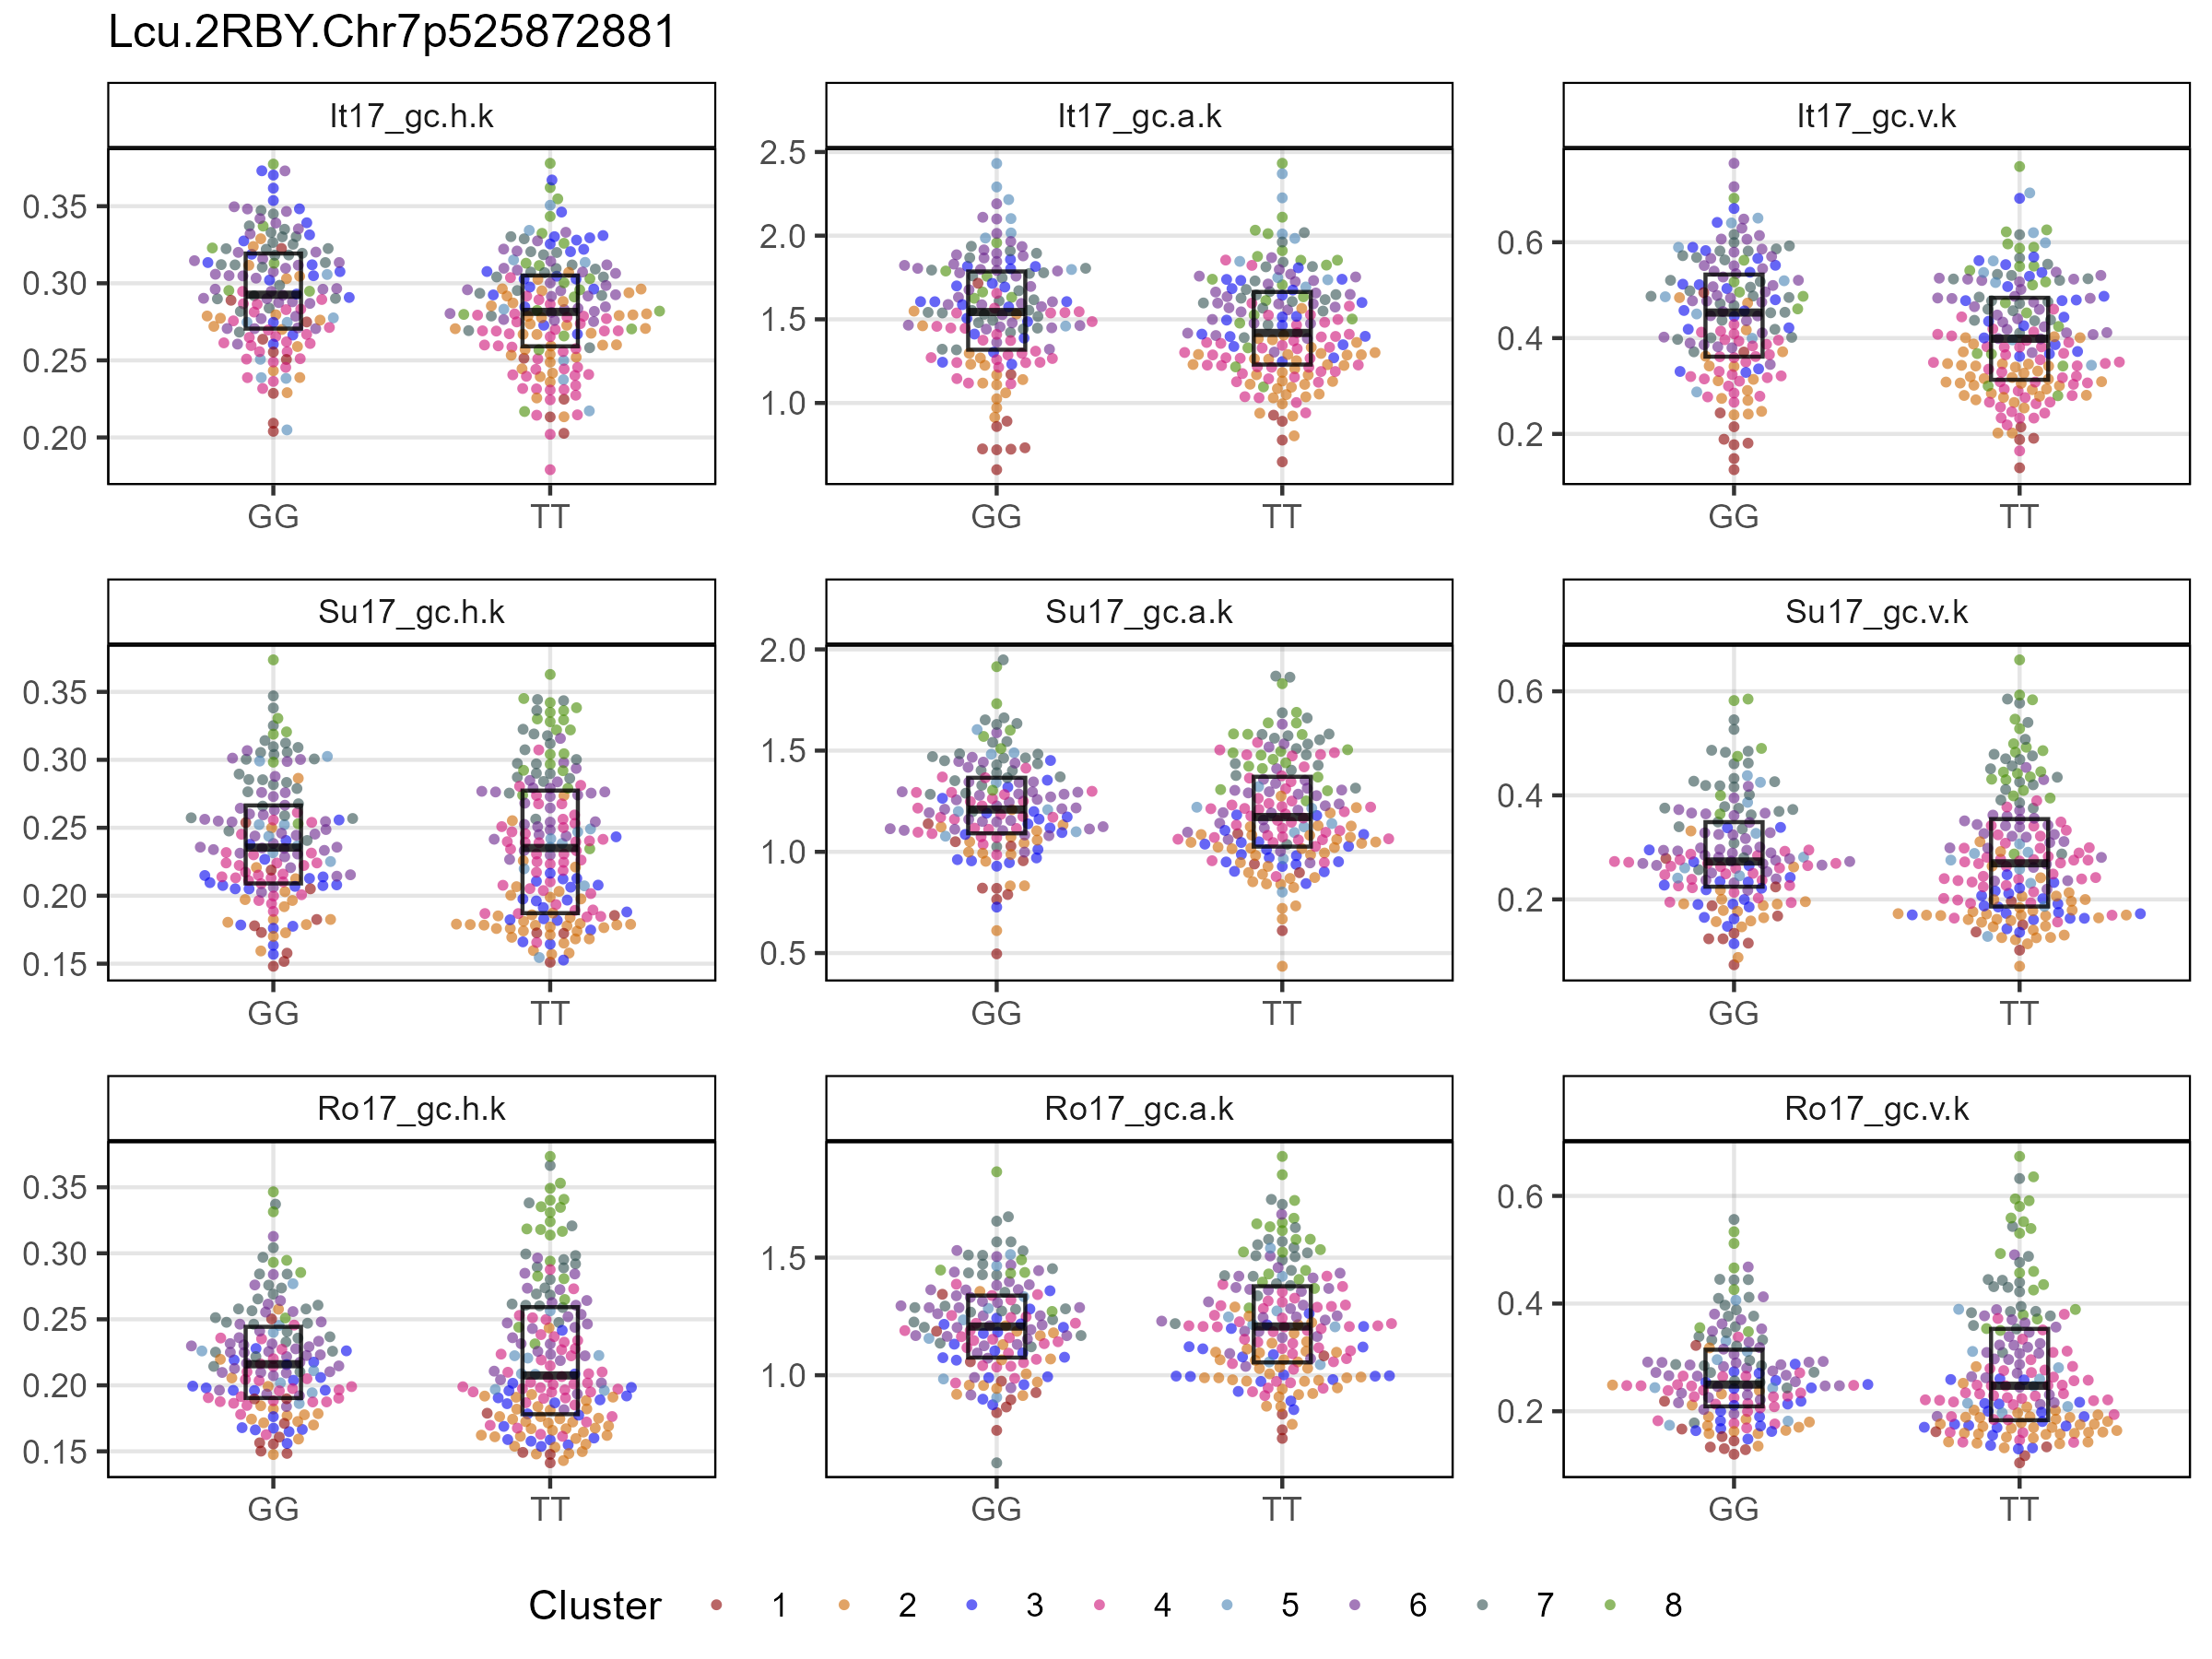 Lcu.2RBY.Chr7p525872881
It17_gc.h.k
It17_gc.a.k
It17_gc.v.k
0.35
0.30
0.25
0.20
GG
TT
2.5
2.0
1.5
1.0
GG
TT
0.6
0.4
0.2
GG
TT
Su17_gc.h.k
Su17_gc.a.k
Su17_gc.v.k
0.35
0.30
0.25
0.20
0.15
GG
TT
2.0
1.5
1.0
0.5
GG
TT
0.6
0.4
0.2
GG
TT
Ro17_gc.h.k
Ro17_gc.a.k
Ro17_gc.v.k
0.35
0.30
0.25
0.20
0.15
GG
TT
1.5
1.0
GG
TT
0.6
0.4
0.2
GG
TT
Cluster 1 2 3 4 5 6 7 8